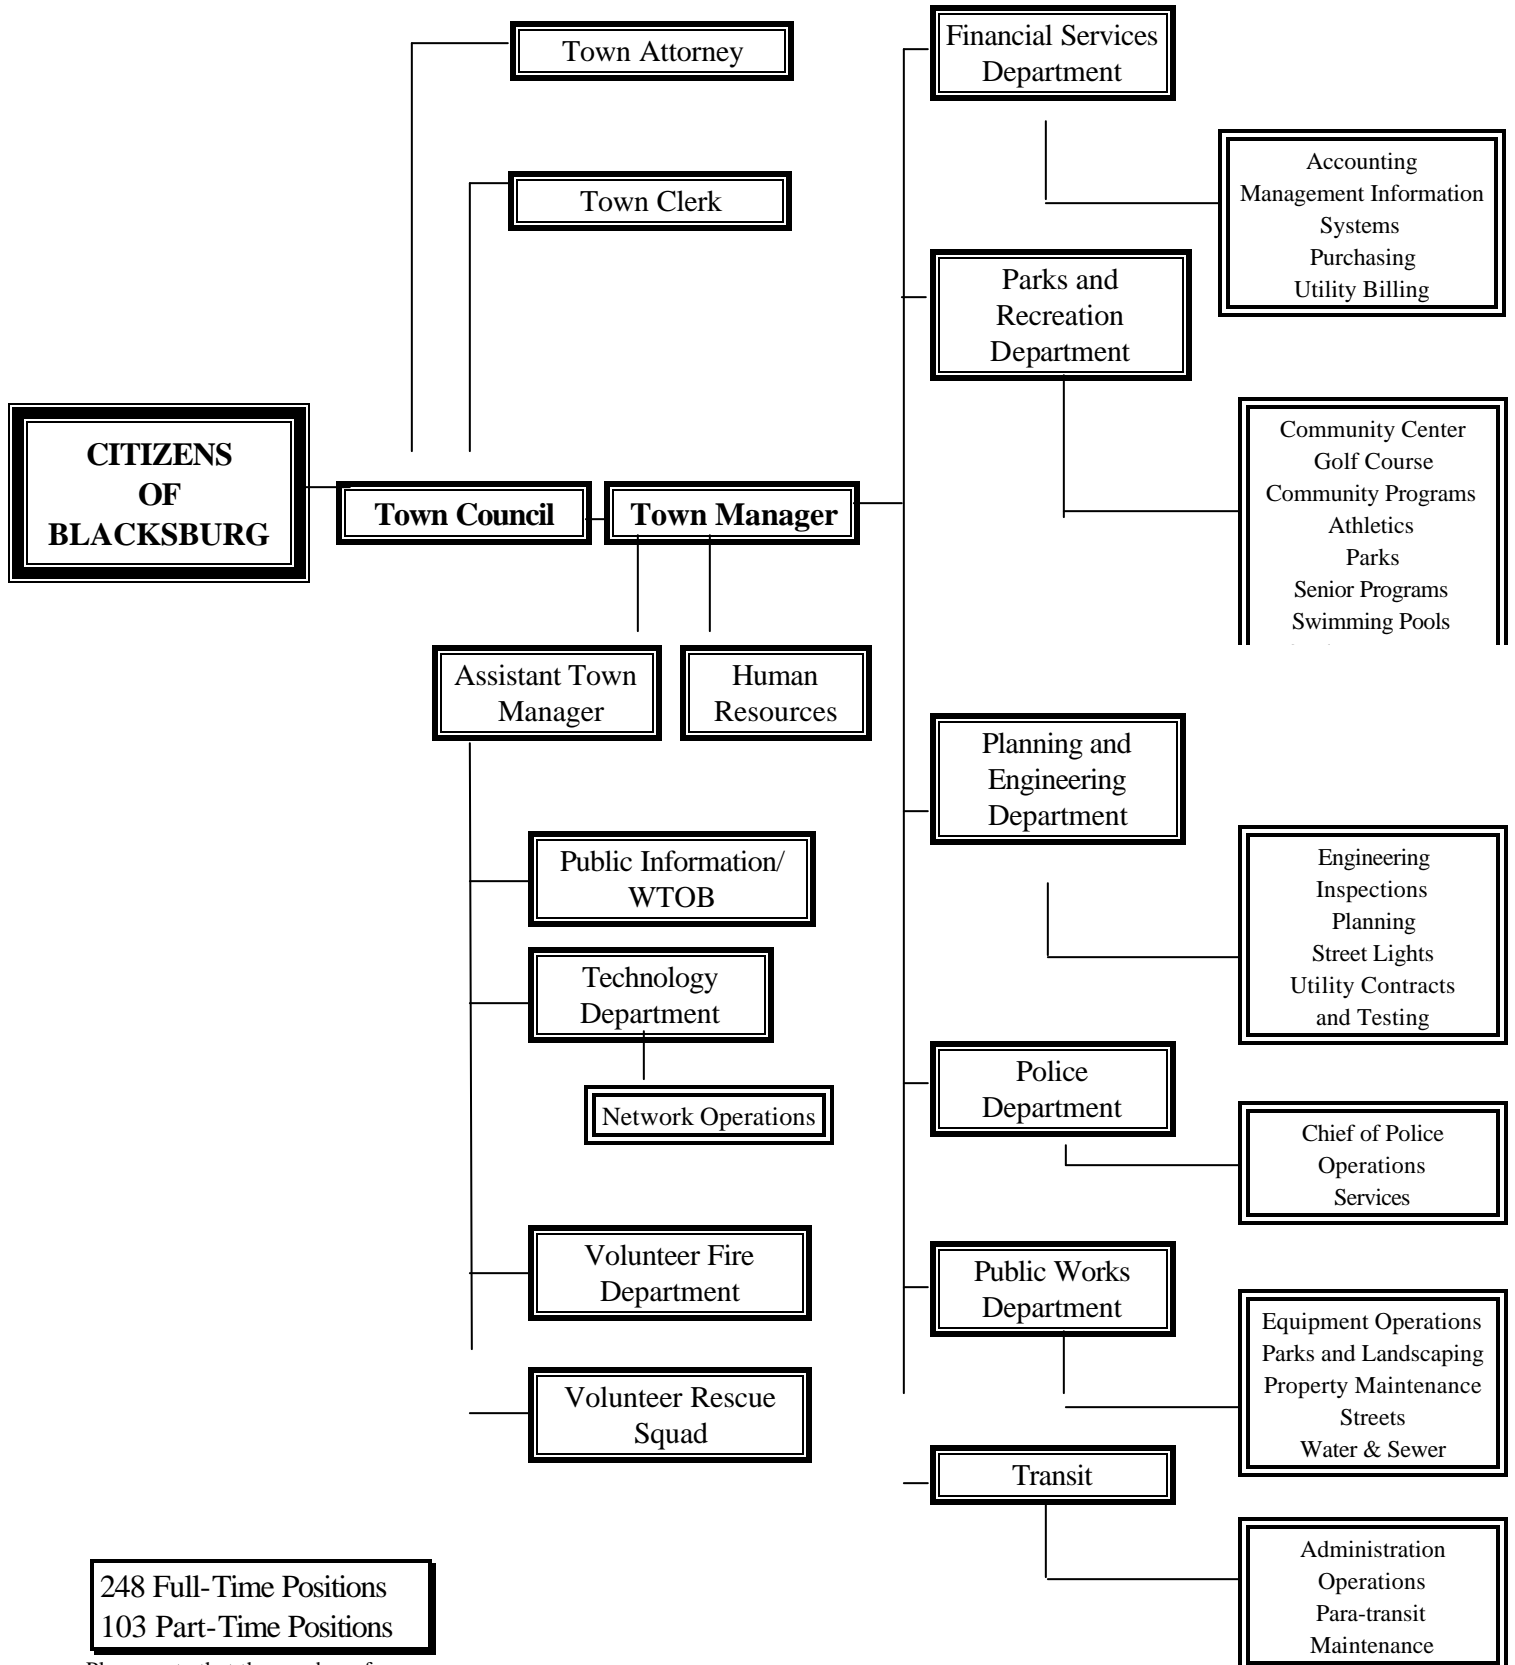 Town Attorney
Town Clerk
CITIZENS
OF
BLACKSBURG
Town Council
Town Manager
Assistant Town
Manager
Human
Resources
Public Information/
WTOB
Technology
Department
Network Operations
Volunteer Fire
Department
Volunteer Rescue
Squad
Financial Services
Department
Accounting
Management Information
Systems
Purchasing
Utility Billing
Parks and
Recreation
Department
Community Center
Golf Course
Community Programs
Athletics
Parks
Senior Programs
Swimming Pools
Planning and
Engineering
Department
Engineering
Inspections
Planning
Street Lights
Utility Contracts
and Testing
Police
Department
Chief of Police
Operations
Services
Public Works
Department
Equipment Operations
Parks and Landscaping
Property Maintenance
Streets
Water & Sewer
Transit
Administration
Operations
Para-transit
Maintenance
248 Full-Time Positions
103 Part-Time Positions